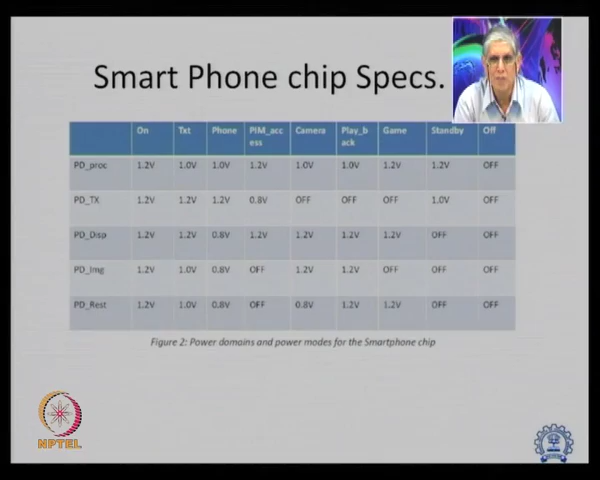 Smart Phone chip Specs.
On Txt Phone PIM_acc ess Camera Play_b ack Game Standby Off
PD_proc 1.2V 1.0V 1.0V 1.2V 1.0V 1.0V 1.2V 1.2V OFF
PD_TX 1.2V 1.2V 1.2V 0.8V OFF OFF OFF 1.0V OFF
PD_Disp 1.2V 1.2V 0.8V 1.2V 1.2V 1.2V 1.2V OFF OFF
PD_Img 1.2V 1.0V 0.8V OFF 1.2V 1.2V OFF OFF OFF
PD_Rest 1.2V 1.0V 0.8V OFF 0.8V 1.2V 1.2V OFF OFF
Figure 2: Power domains and power modes for the Smartphone chip
NPTEL